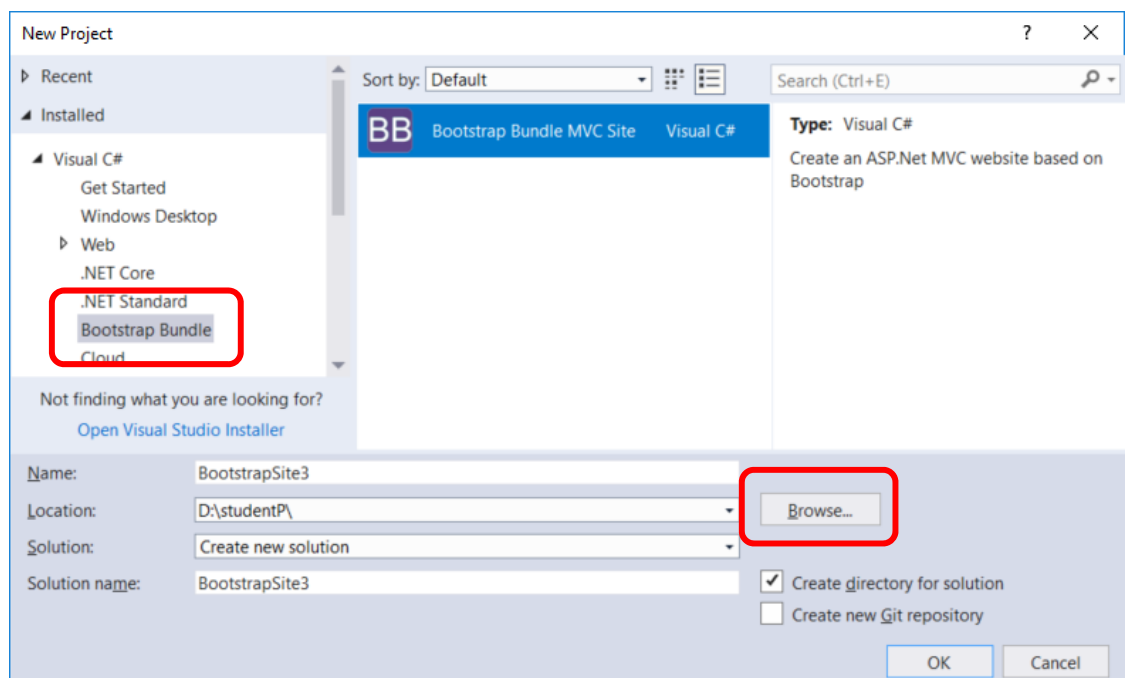 New Project ?
Recent
Installed
Visual C#
Get Started
Windows Desktop
Web
.NET Core
.NET Standard
Bootstrap Bundle
Cloud
Not finding what you are looking for?
Open Visual Studio Installer
Sort by: Default
BB Bootstrap Bundle MVC Site Visual C#
Search (Ctrl+E)
Type: Visual C#
Create an ASP.Net MVC website based on
Bootstrap
Name: BootstrapSite3
Location: D:\studentP\ Browse...
Solution: Create new solution
Solution name: BootstrapSite3
Create directory for solution
Create new Git repository
OK Cancel